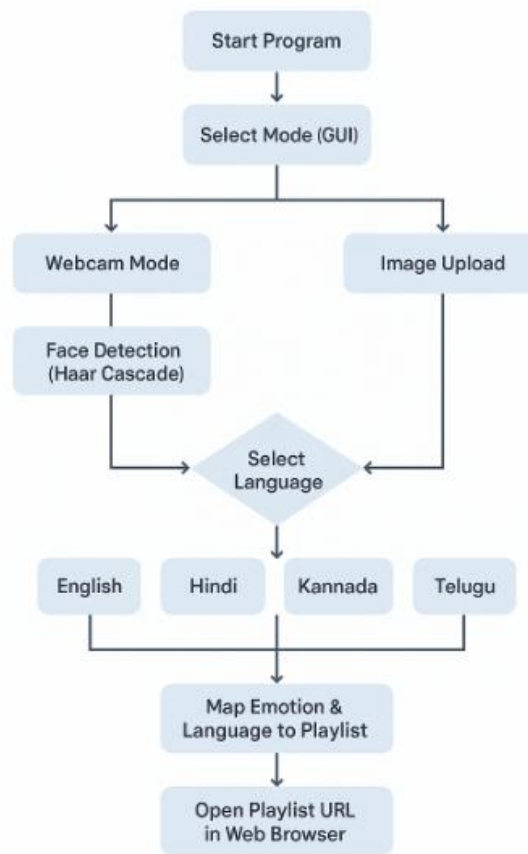 Start Program
Select Mode (GUI)
Webcam Mode
Image Upload
Face Detection
(Haar Cascade)
Select
Language
English
Hindi
Kannada
Telugu
Map Emotion &
Language to Playlist
Open Playlist URL
in Web Browser